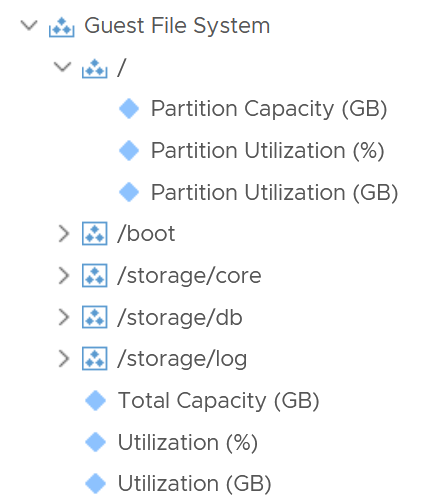 Guest File System
/
Partition Capacity (GB)
Partition Utilization (%)
Partition Utilization (GB)
/boot
/storage/core
/storage/db
/storage/log
Total Capacity (GB)
Utilization (%)
Utilization (GB)